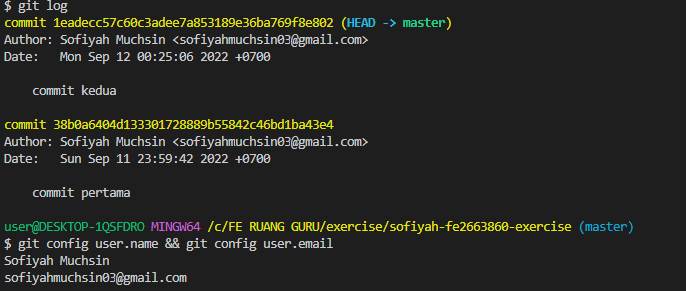 $ git log
commit 1eadecc57c60c3adee7a853189e36ba769f8e802 (HEAD -> master)
Author: Sofiyah Muchsin <sofiyahmuchsin03@gmail.com>
Date:   Mon Sep 12 00:25:06 2022 +0700
    commit kedua
commit 38b0a6404d133301728889b55842c46bd1ba43e4
Author: Sofiyah Muchsin <sofiyahmuchsin03@gmail.com>
Date:   Sun Sep 11 23:59:42 2022 +0700
    commit pertama
user@DESKTOP-1QSFDRO MINGW64 /c/FE RUANG GURU/exercise/sofiyah-fe2663860-exercise (master)
$ git config user.name && git config user.email
Sofiyah Muchsin
sofiyahmuchsin03@gmail.com